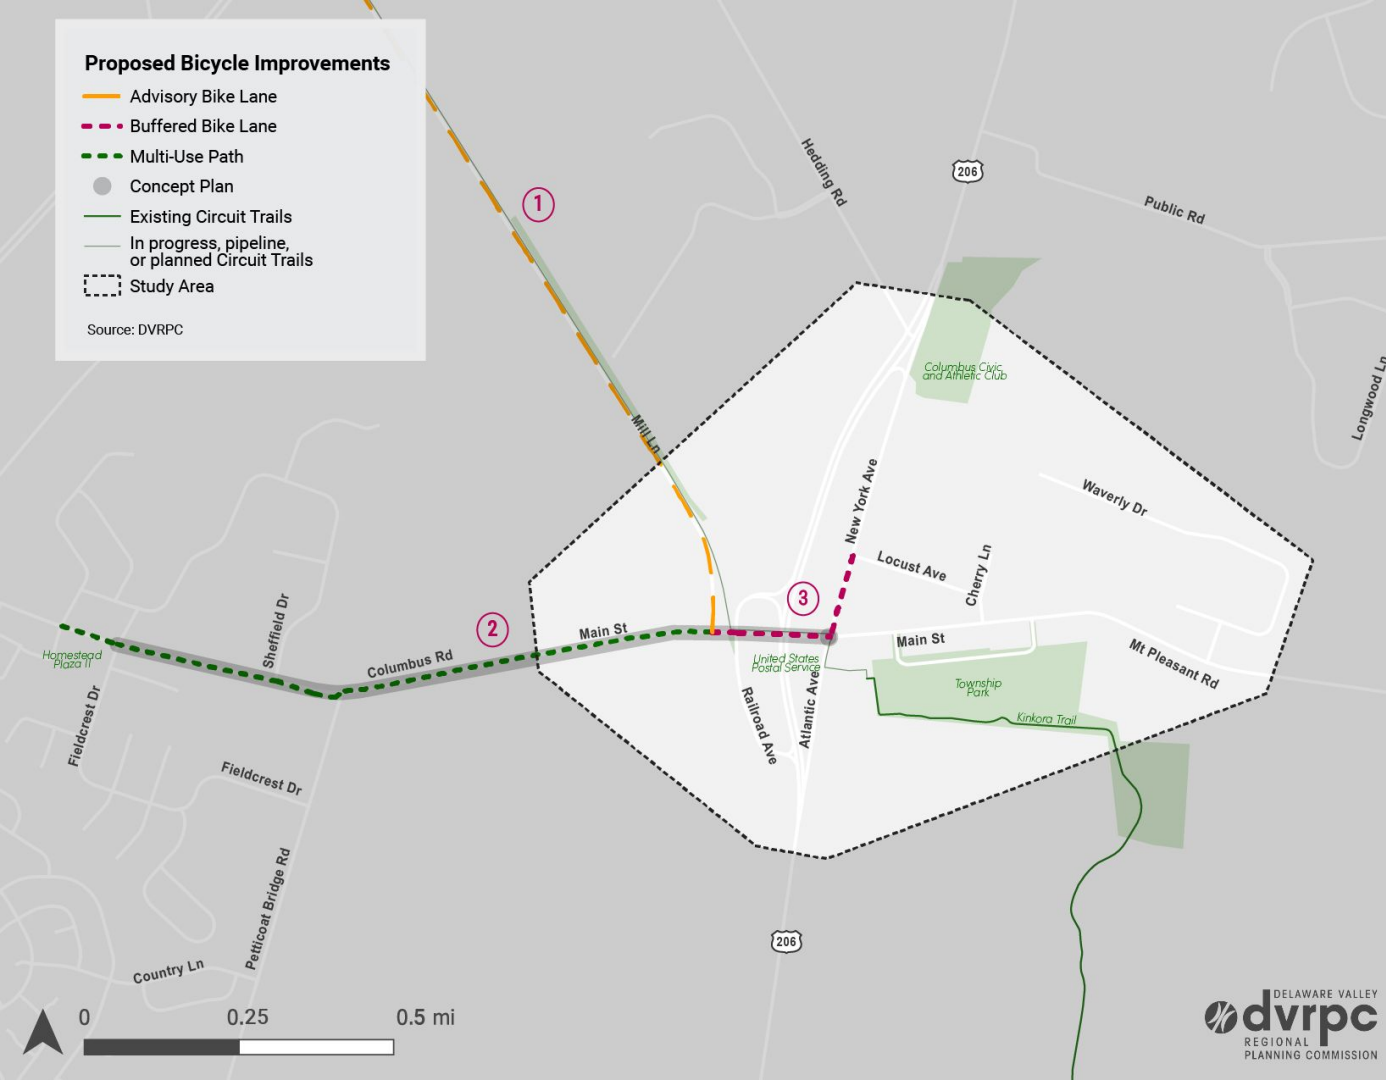 Proposed Bicycle Improvements
Advisory Bike Lane
Buffered Bike Lane
Multi-Use Path
Concept Plan
Existing Circuit Trails
In progress, pipeline,
or planned Circuit Trails
Study Area
Source: DVRPC
1
Hedding Rd
206
Public Rd
Longwood Ln
Columbus Civic
and Athletic Club
Mill Ln
New York Ave
Waverly Dr
Locust Ave
Cherry Ln
3
2
Main St
Main St
Sheffield Dr
Columbus Rd
Homestead
Plaza II
United States
Postal Service
Mt Pleasant Rd
Township
Park
Kinkora Trail
Fieldcrest Dr
Railroad Ave
Atlantic Ave
Fieldcrest Dr
Petticoat Bridge Rd
206
Country Ln
0
0.25
0.5 mi
DELAWARE VALLEY
dvrpc
REGIONAL
PLANNING COMMISSION